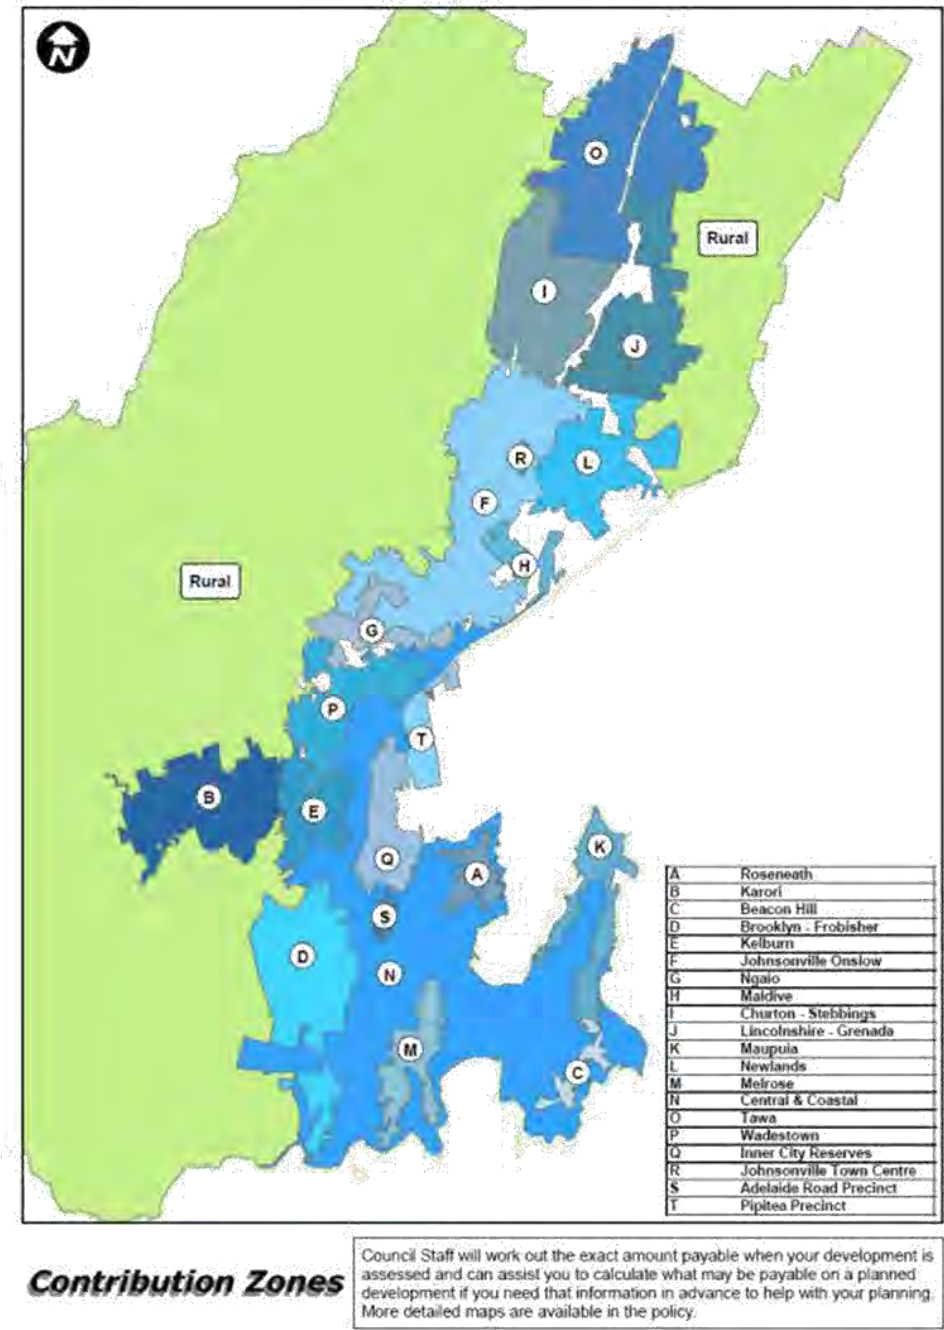 N
O
Rural
I
J
R
L
F
H
Rural
G
P
T
B
E
K
Q
A
S
D
N
M
C
A Roseneath
B Karori
C Beacon Hill
D Brooklyn - Frobisher
E Kelburn
F Johnsonville Onslow
G Ngaio
H Maldive
I Churton - Stebbings
J Lincolnshire - Grenada
K Maupuia
L Newlands
M Melrose
N Central & Coastal
O Tawa
P Wadestown
Q Inner City Reserves
R Johnsonville Town Centre
S Adelaide Road Precinct
T Pipitea Precinct
Contribution Zones
Council Staff will work out the exact amount payable when your development is
assessed and can assist you to calculate what may be payable on a planned
development if you need that information in advance to help with your planning.
More detailed maps are available in the policy.